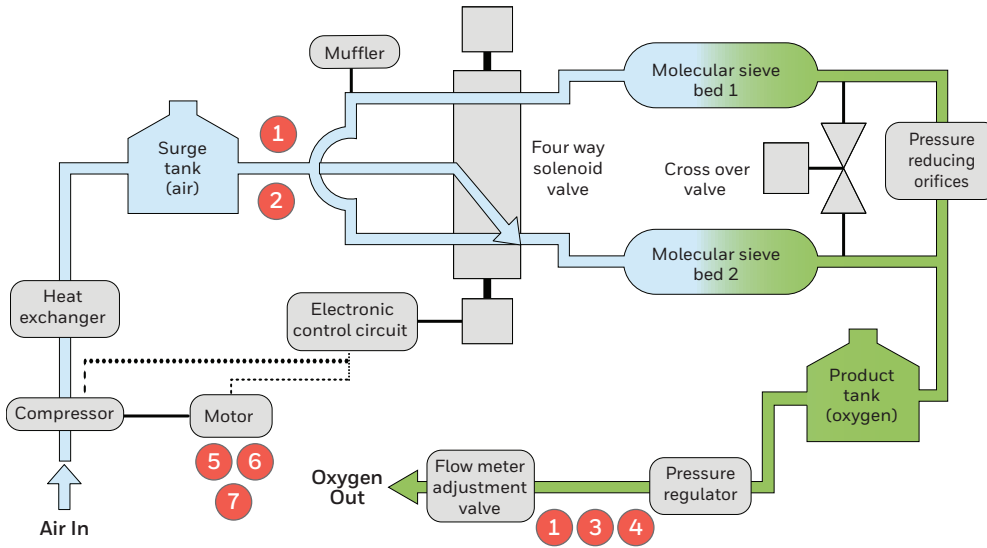 Muffler
Molecular sieve
bed 1
1
Surge
tank
(air)
Four way
solenoid
valve
Cross over
valve
Pressure
reducing
orifices
2
Molecular sieve
bed 2
Heat
exchanger
Electronic
control circuit
Product
tank
(oxygen)
Compressor
Motor
5
6
7
Oxygen
Out
Flow meter
adjustment
valve
Pressure
regulator
1
3
4
Air In